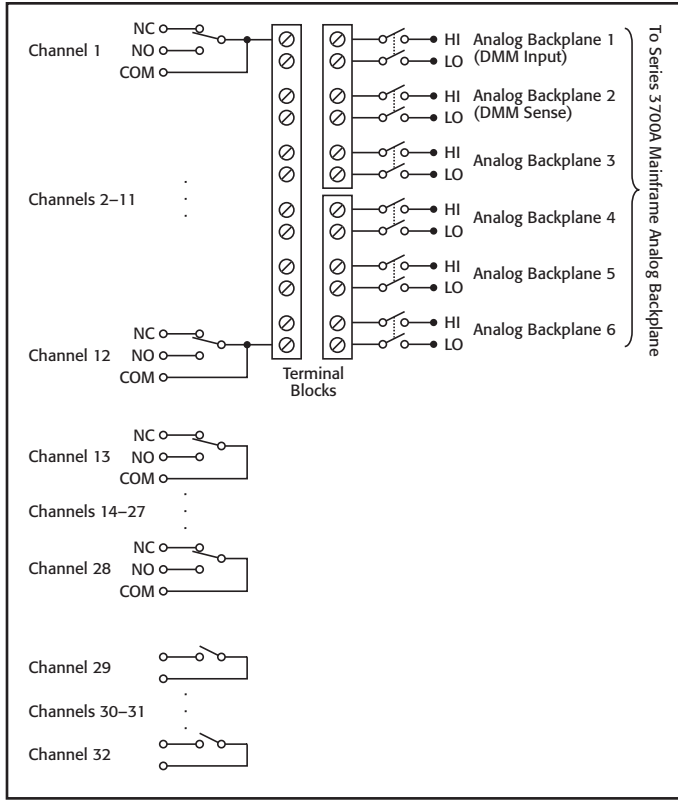 NC
Channel 1
NO
COM
HI Analog Backplane 1
LO (DMM Input)
HI Analog Backplane 2
LO (DMM Sense)
HI
Analog Backplane 3
LO
Channels 2–11
HI
Analog Backplane 4
LO
HI
Analog Backplane 5
LO
HI
Analog Backplane 6
LO
To Series 3700A Mainframe Analog Backplane
NC
Channel 12
NO
COM
Terminal
Blocks
NC
Channel 13
NO
COM
Channels 14–27
NC
Channel 28
NO
COM
Channel 29
Channels 30–31
Channel 32